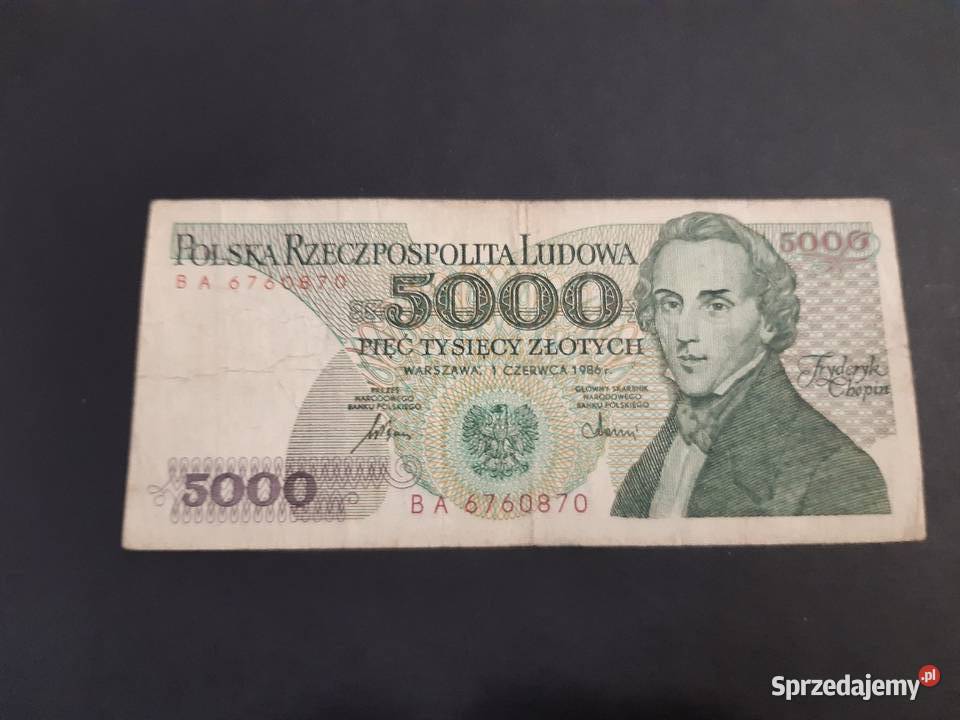 POLSKA RZECZPOSPOLITA LUDOWA
5000
BA 6760870
5000
PIĘĆ TYSIĘCY ZŁOTYCH
WARSZAWA, 1 CZERWCA 1986 r.
PREZES
NARODOWEGO
BANKU POLSKIEGO
GŁÓWNY SKARBNIK
NARODOWEGO
BANKU POLSKIEGO
Fryderyk
Chopin
5000
BA 6760870
Sprzedajemy.pl